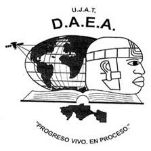 U.J.A.T.
D.A.E.A.
"PROGRESO VIVO, EN PROCESO."